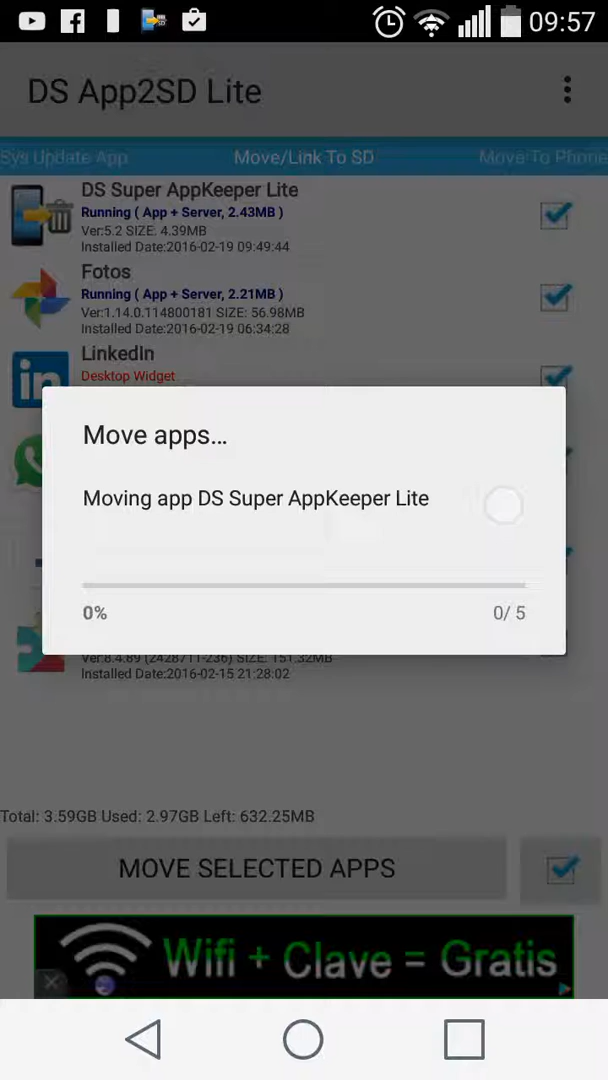 09:57
DS App2SD Lite
Sys Update App Move/Link To SD Move To Phone
DS Super AppKeeper Lite
Running ( App + Server, 2.43MB )
Ver:5.2 SIZE: 4.39MB
Installed Date:2016-02-19 09:49:44
Fotos
Running ( App + Server, 2.21MB )
Ver:1.14.0.114800181 SIZE: 56.98MB
Installed Date:2016-02-19 06:34:28
LinkedIn
in
Desktop Widget
Move apps...
Moving app DS Super AppKeeper Lite
0% 0/ 5
Ver:8.4.89 (2428711-236) SIZE: 151.32MB
Installed Date:2016-02-15 21:28:02
Total: 3.59GB Used: 2.97GB Left: 632.25MB
MOVE SELECTED APPS
Wifi + Clave = Gratis